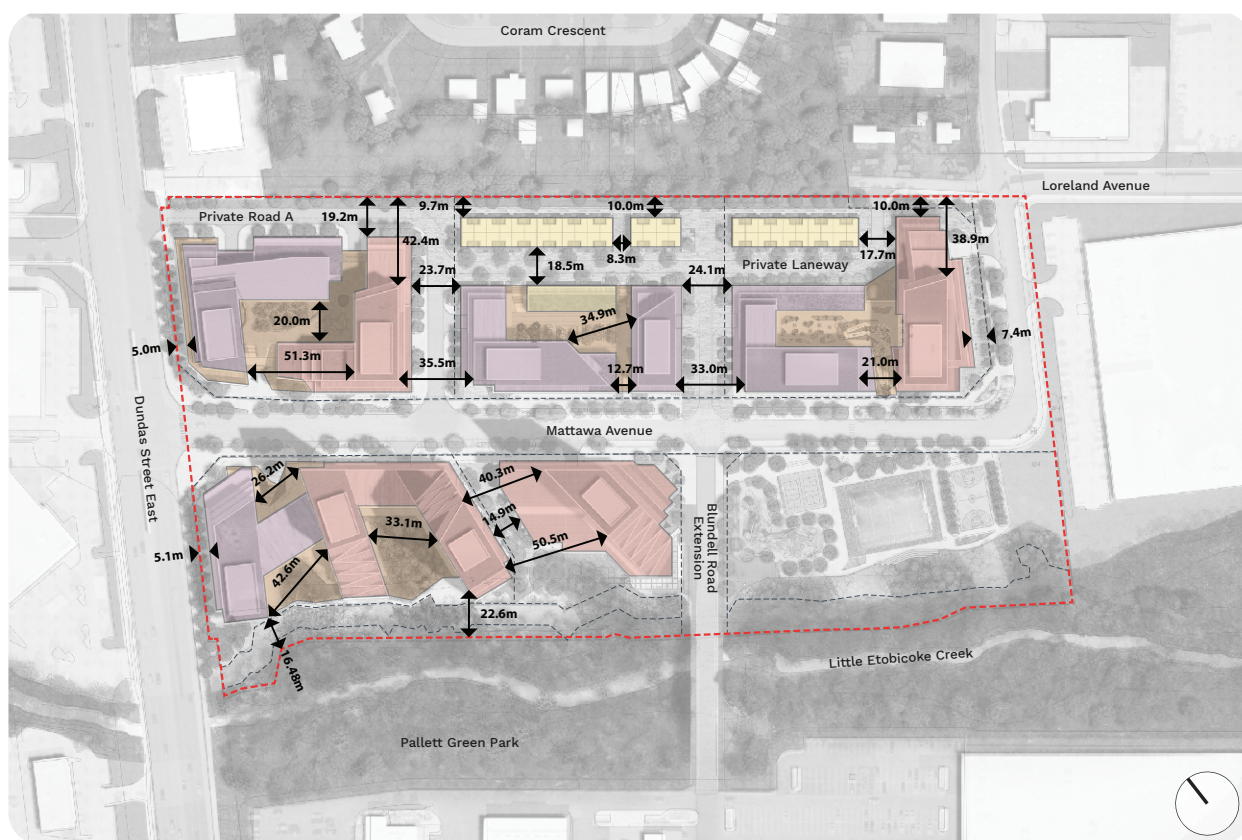 Coram Crescent
Loreland Avenue
Private Road A
19.2m
9.7m
10.0m
10.0m
42.4m
38.9m
8.3m
17.7m
23.7m
18.5m
24.1m
Private Laneway
20.0m
34.9m
7.4m
5.0m
51.3m
35.5m
12.7m
33.0m
21.0m
Dundas Street East
Mattawa Avenue
26.2m
40.3m
14.9m
33.1m
50.5m
Blundell Road
Extension
5.1m
42.6m
22.6m
16.48m
Little Etobicoke Creek
Pallett Green Park